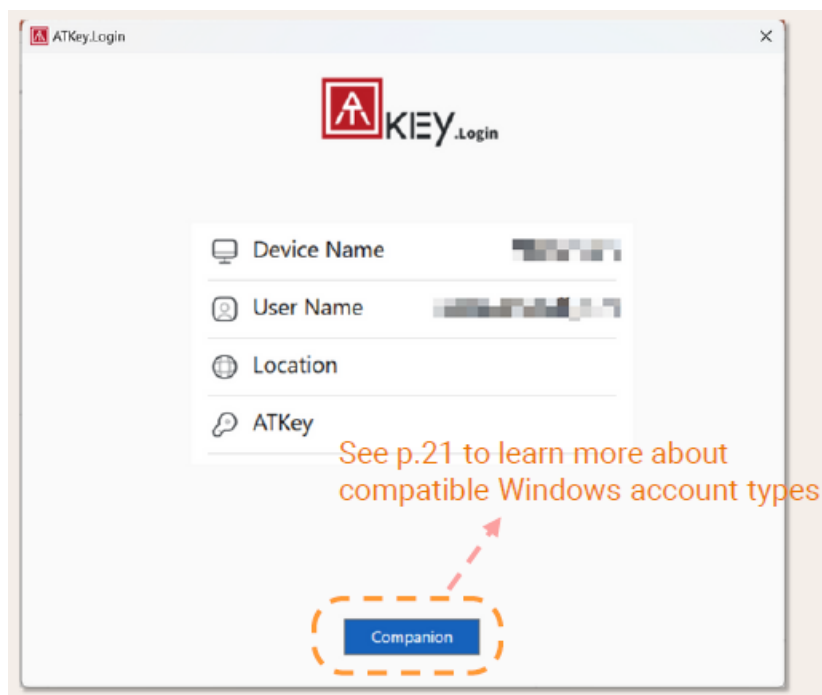 ATKey.Login
ATKEY.Login
Device Name
User Name
Location
ATKey
See p.21 to learn more about
compatible Windows account types
Companion